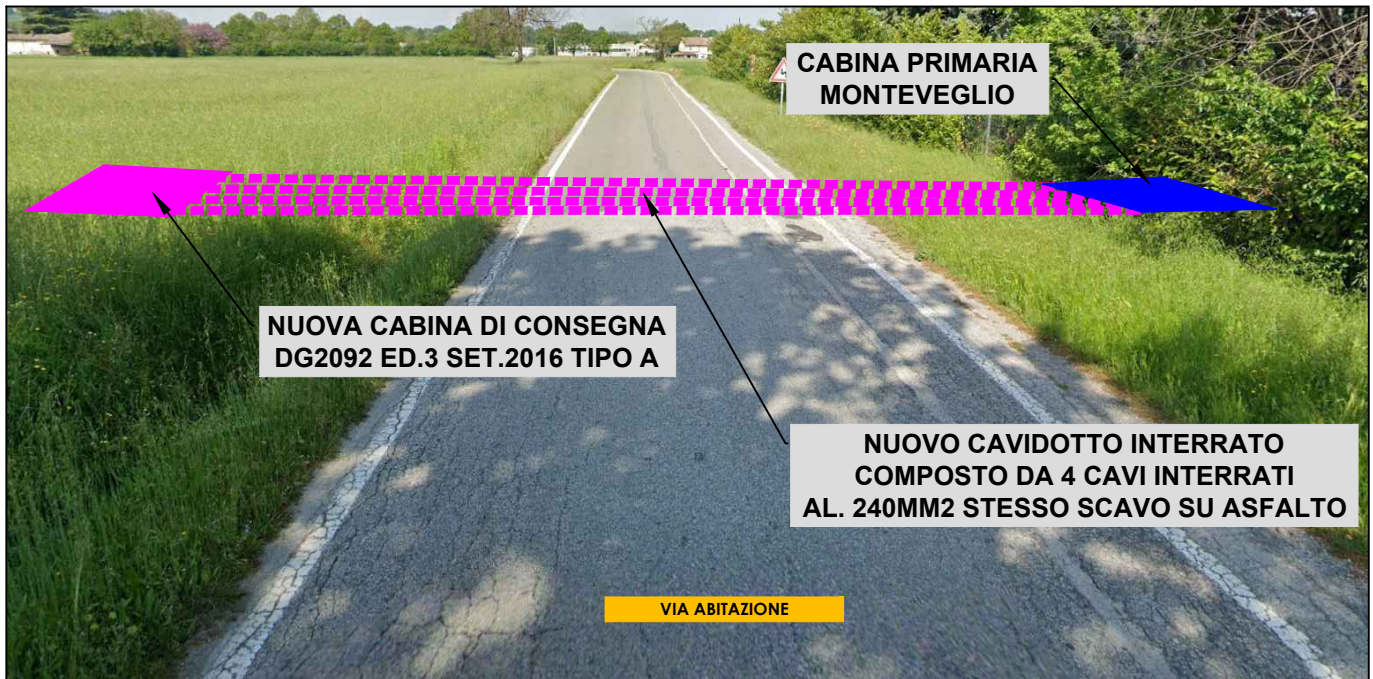 CABINA PRIMARIA
MONTEVEGLIO
NUOVA CABINA DI CONSEGNA
DG2092 ED.3 SET.2016 TIPO A
NUOVO CAVIDOTTO INTERRATO
COMPOSTO DA 4 CAVI INTERRATI
AL. 240MM2 STESSO SCAVO SU ASFALTO
VIA ABITAZIONE